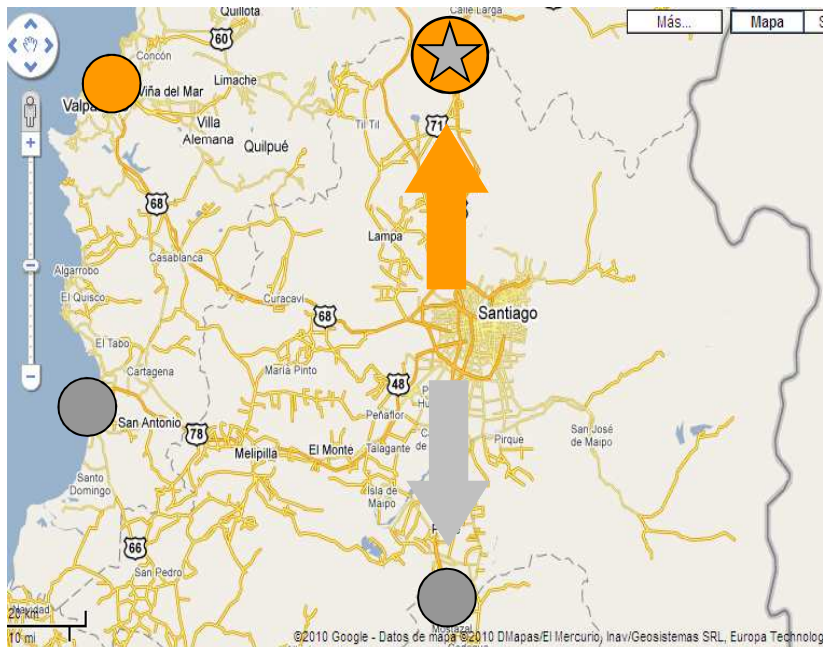 Quillota
Calle Larga
60
Más...
Mapa
S
Concón
Limache
Viña del Mar
Valpa
Villa
Alemana
Quilpué
Til Til
71
68
Lampa
Casablanca
Algarrobo
El Quisco
Curacaví
68
Santiago
El Tabo
Cartagena
María Pinto
48
Peñaflor
San Antonio
78
El Monte
Talagante
Pirque
San José
de Maipo
Melipilla
Santo
Domingo
Isla de
Maipo
66
San Pedro
Navidad
20 km
10 mi
Mostazal
©2010 Google - Datos de mapa ©2010 DMapas/El Mercurio, Inav/Geosistemas SRL, Europa Technolog